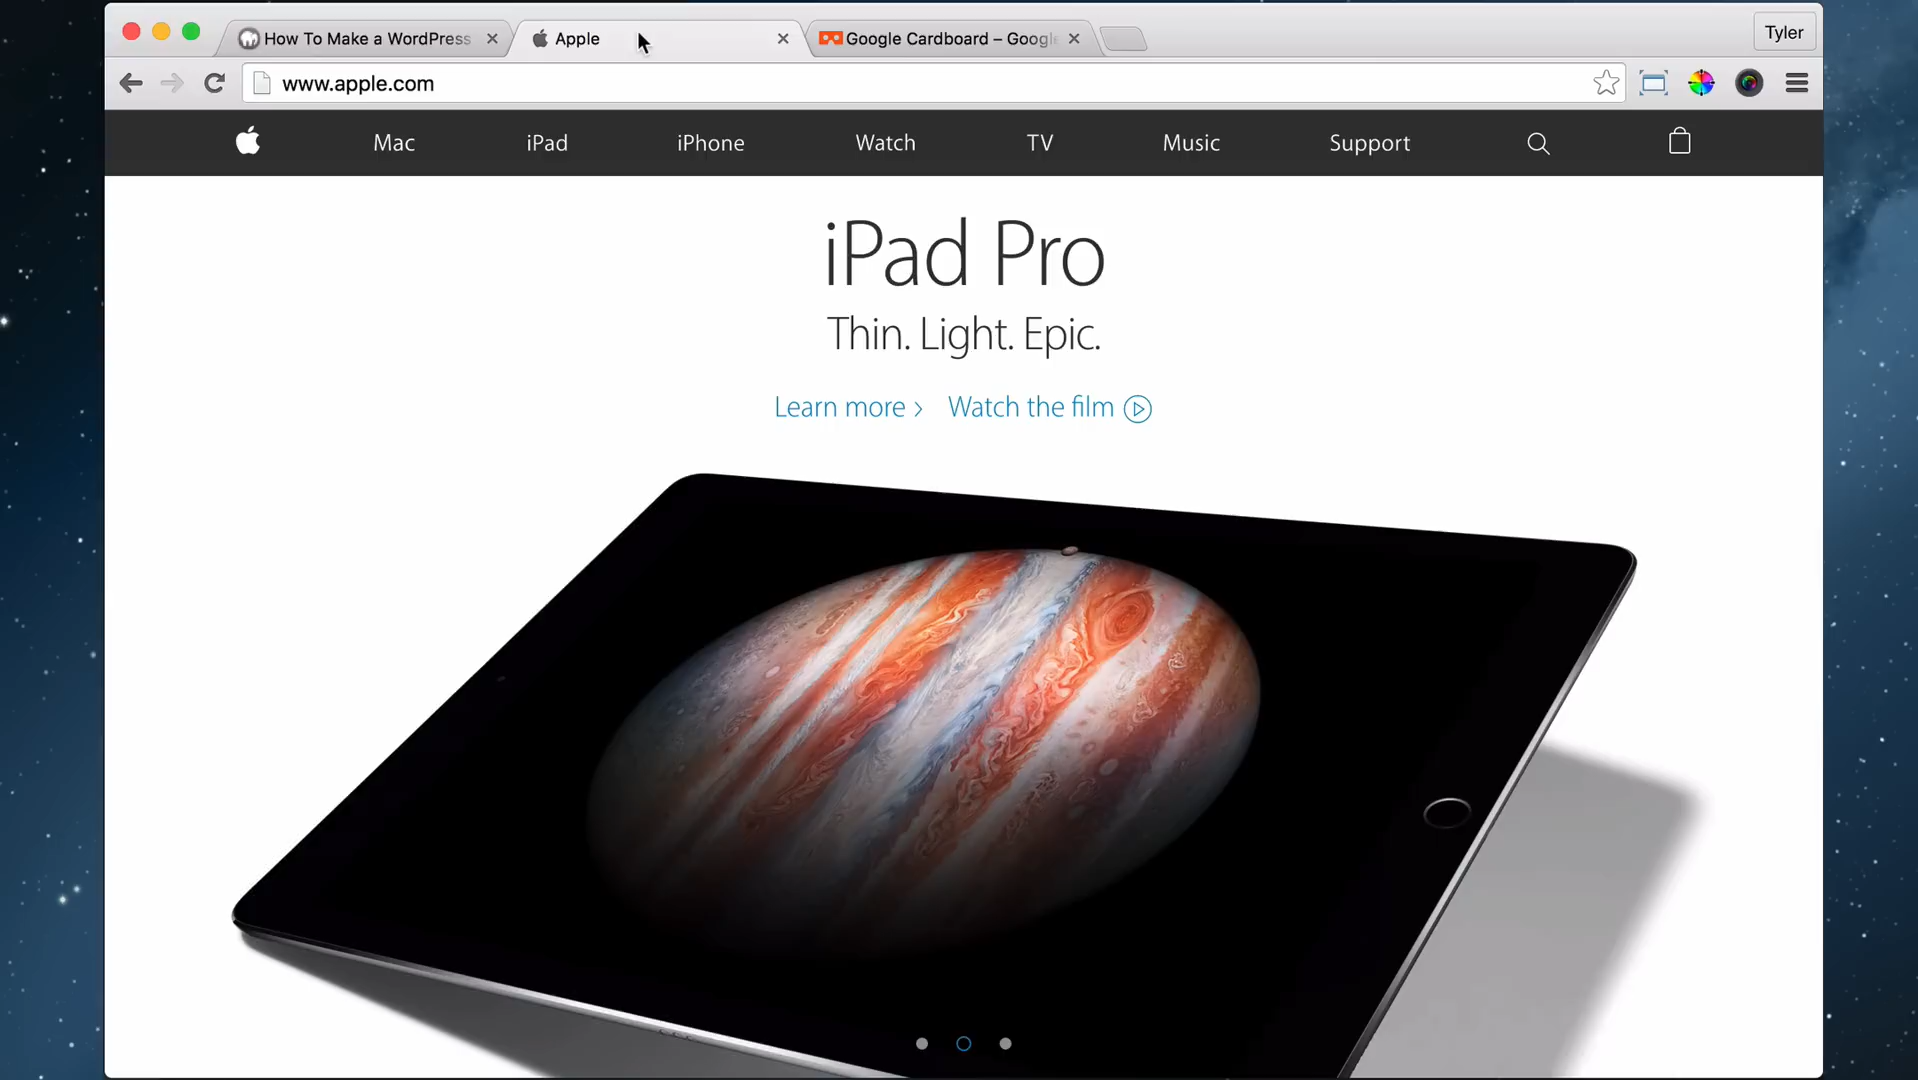 How To Make a WordPress
Apple
Google Cardboard – Google
Tyler
www.apple.com
Mac
iPad
iPhone
Watch
TV
Music
Support
iPad Pro
Thin. Light. Epic.
Learn more
Watch the film